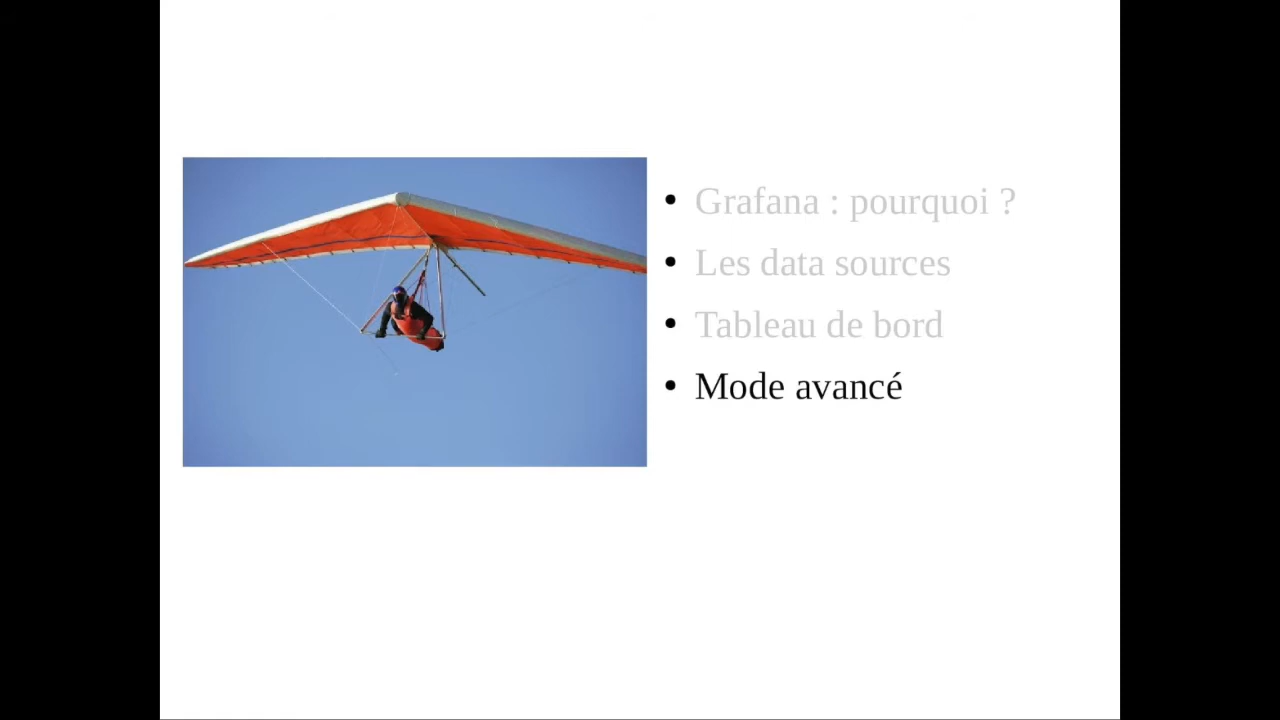 Grafana : pourquoi ?
Les data sources
Tableau de bord
Mode avancé